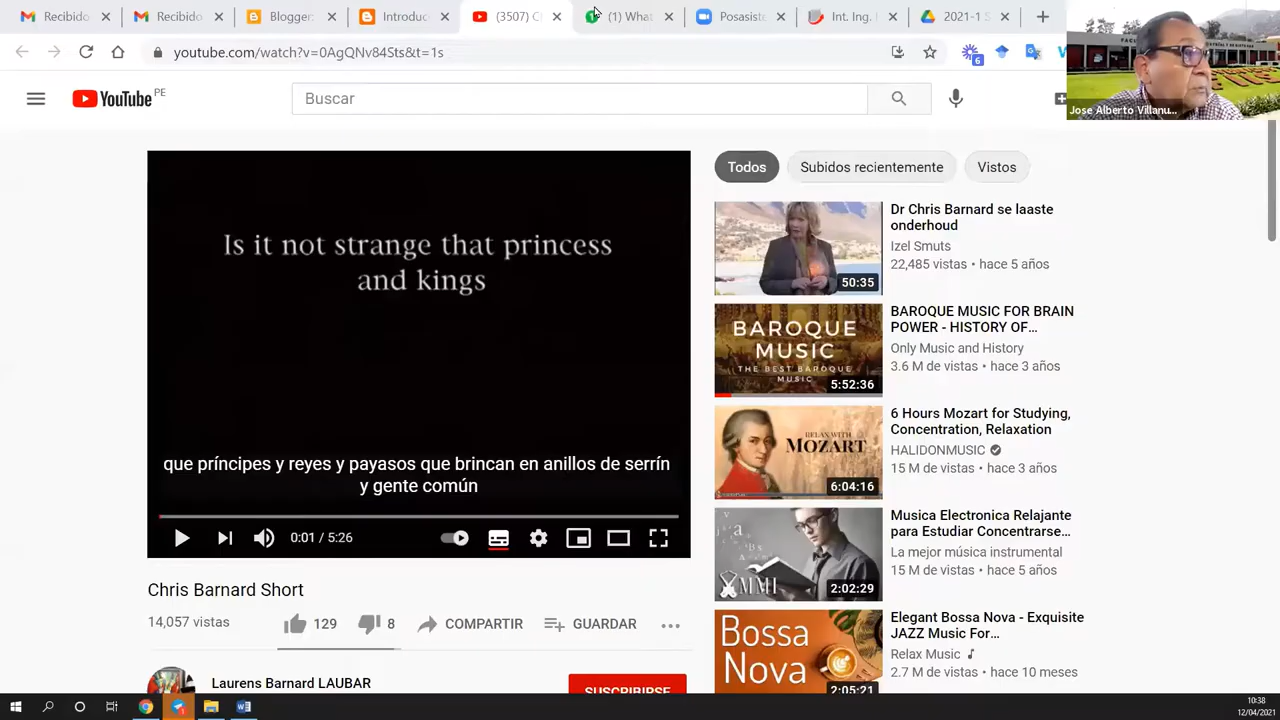 Recibido
Recibido
Blogger:
Introduc
(3507) C
(1) What
Posasiste
Int. Ing. I
2021-1 S
youtube.com/watch?v=0AgQNv84Sts&t=1s
6
YouTube PE
Buscar
Jose Alberto Villanu...
Is it not strange that princess
and kings
que príncipes y reyes y payasos que brincan en anillos de serrín
y gente común
0:01 / 5:26
Chris Barnard Short
14,057 vistas
129
8
COMPARTIR
GUARDAR
Laurens Barnard LAUBAR
SUSCRIBIRSE
Todos
Subidos recientemente
Vistos
50:35
Dr Chris Barnard se laaste
onderhoud
Izel Smuts
22,485 vistas • hace 5 años
BAROQUE
MUSIC
THE BEST BAROQUE
MUSIC
5:52:36
BAROQUE MUSIC FOR BRAIN
POWER - HISTORY OF...
Only Music and History
3.6 M de vistas • hace 3 años
RELAX WITH
MOZART
6:04:16
6 Hours Mozart for Studying,
Concentration, Relaxation
HALIDONMUSIC
15 M de vistas • hace 3 años
MMI
2:02:29
Musica Electronica Relajante
para Estudiar Concentrarse...
La mejor música instrumental
15 M de vistas • hace 5 años
Bossa
Nova
2:05:21
Elegant Bossa Nova - Exquisite
JAZZ Music For...
Relax Music
2.7 M de vistas • hace 10 meses
10:38
12/04/2021